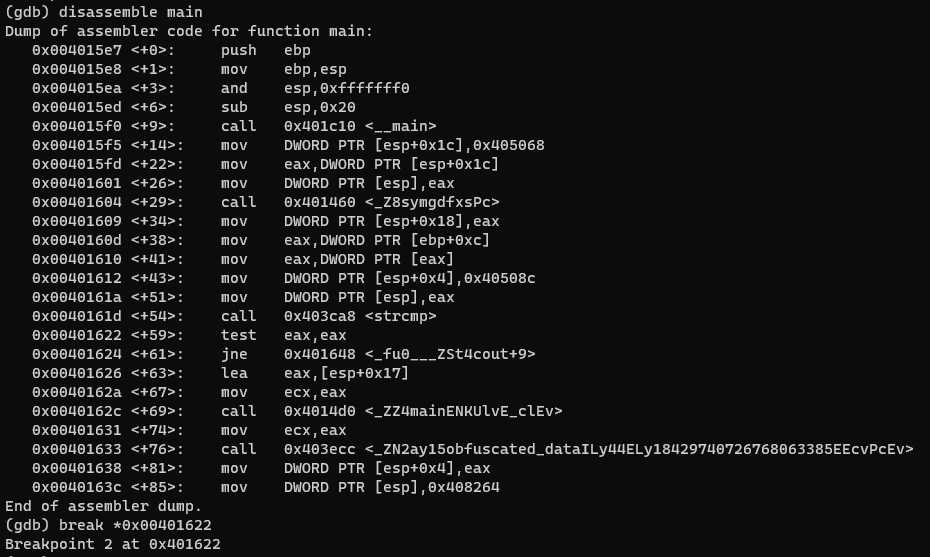 (gdb) disassemble main
Dump of assembler code for function main:
   0x004015e7 <+0>:     push   ebp
   0x004015e8 <+1>:     mov    ebp,esp
   0x004015ea <+3>:     and    esp,0xfffffff0
   0x004015ed <+6>:     sub    esp,0x20
   0x004015f0 <+9>:     call   0x401c10 <__main>
   0x004015f5 <+14>:    mov    DWORD PTR [esp+0x1c],0x405068
   0x004015fd <+22>:    mov    eax,DWORD PTR [esp+0x1c]
   0x00401601 <+26>:    mov    DWORD PTR [esp],eax
   0x00401604 <+29>:    call   0x401460 <_Z8symgdfxsPc>
   0x00401609 <+34>:    mov    DWORD PTR [esp+0x18],eax
   0x0040160d <+38>:    mov    eax,DWORD PTR [ebp+0xc]
   0x00401610 <+41>:    mov    eax,DWORD PTR [eax]
   0x00401612 <+43>:    mov    DWORD PTR [esp+0x4],0x40508c
   0x0040161a <+51>:    mov    DWORD PTR [esp],eax
   0x0040161d <+54>:    call   0x403ca8 <strcmp>
   0x00401622 <+59>:    test   eax,eax
   0x00401624 <+61>:    jne    0x401648 <_fu0___ZSt4cout+9>
   0x00401626 <+63>:    lea    eax,[esp+0x17]
   0x0040162a <+67>:    mov    ecx,eax
   0x0040162c <+69>:    call   0x4014d0 <_ZZ4mainENKUlvE_clEv>
   0x00401631 <+74>:    mov    ecx,eax
   0x00401633 <+76>:    call   0x403ecc <_ZN2ay15obfuscated_dataILy44ELy18429740726768063385EEcvPcEv>
   0x00401638 <+81>:    mov    DWORD PTR [esp+0x4],eax
   0x0040163c <+85>:    mov    DWORD PTR [esp],0x408264
End of assembler dump.
(gdb) break *0x00401622
Breakpoint 2 at 0x401622